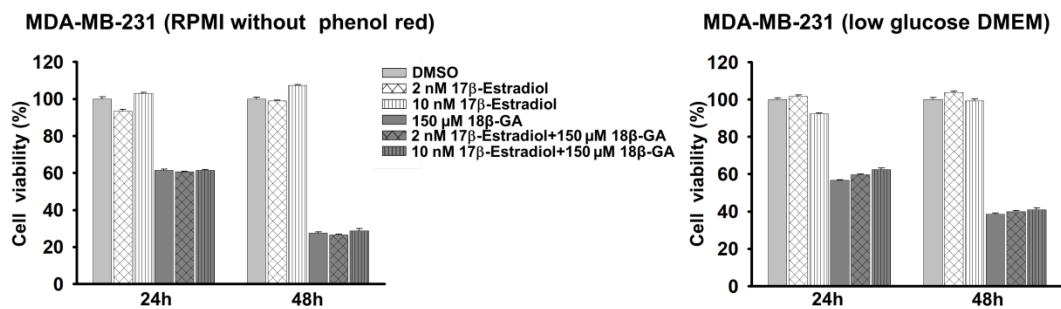 MDA-MB-231 (RPMI without phenol red)
Cell viability (%)
120
100
80
60
40
20
0
24h
48h
DMSO
2 nM 17β-Estradiol
10 nM 17β-Estradiol
150 μM 18β-GA
2 nM 17β-Estradiol+150 μM 18β-GA
10 nM 17β-Estradiol+150 μM 18β-GA
MDA-MB-231 (low glucose DMEM)
Cell viability (%)
120
100
80
60
40
20
0
24h
48h